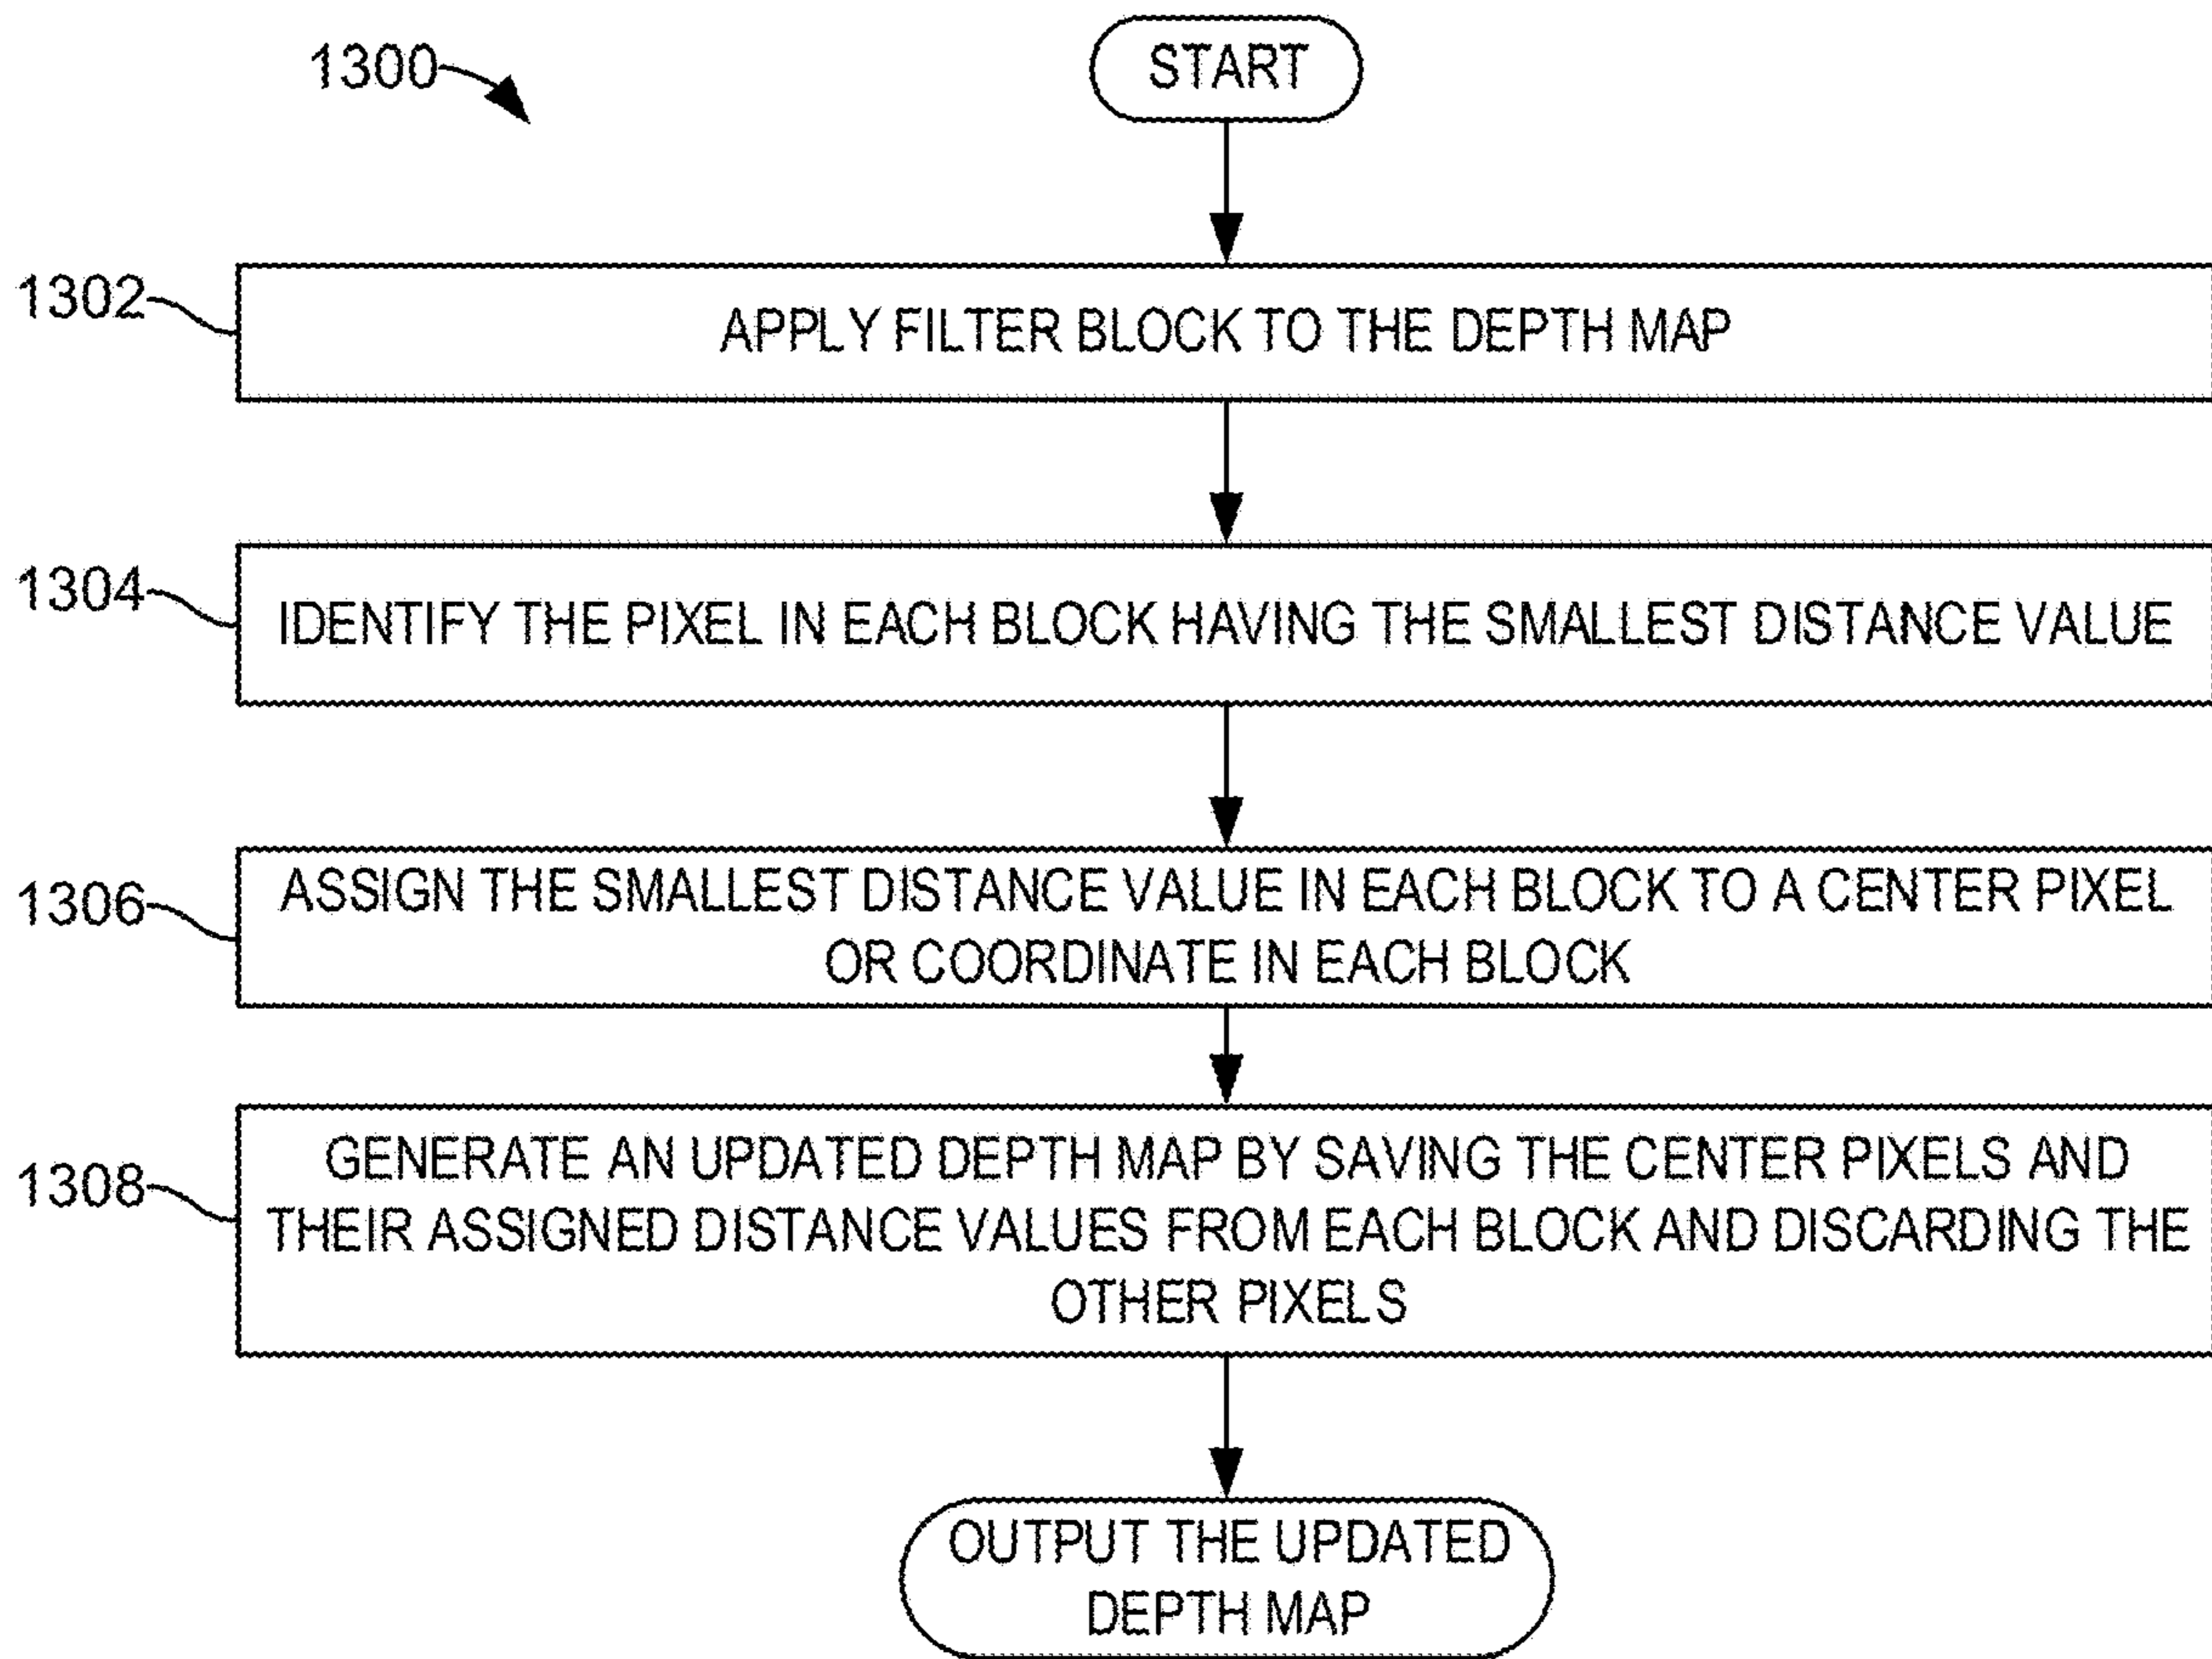 1300
START
1302
APPLY FILTER BLOCK TO THE DEPTH MAP
1304
IDENTIFY THE PIXEL IN EACH BLOCK HAVING THE SMALLEST DISTANCE VALUE
1306
ASSIGN THE SMALLEST DISTANCE VALUE IN EACH BLOCK TO A CENTER PIXEL
OR COORDINATE IN EACH BLOCK
1308
GENERATE AN UPDATED DEPTH MAP BY SAVING THE CENTER PIXELS AND
THEIR ASSIGNED DISTANCE VALUES FROM EACH BLOCK AND DISCARDING THE
OTHER PIXELS
OUTPUT THE UPDATED
DEPTH MAP